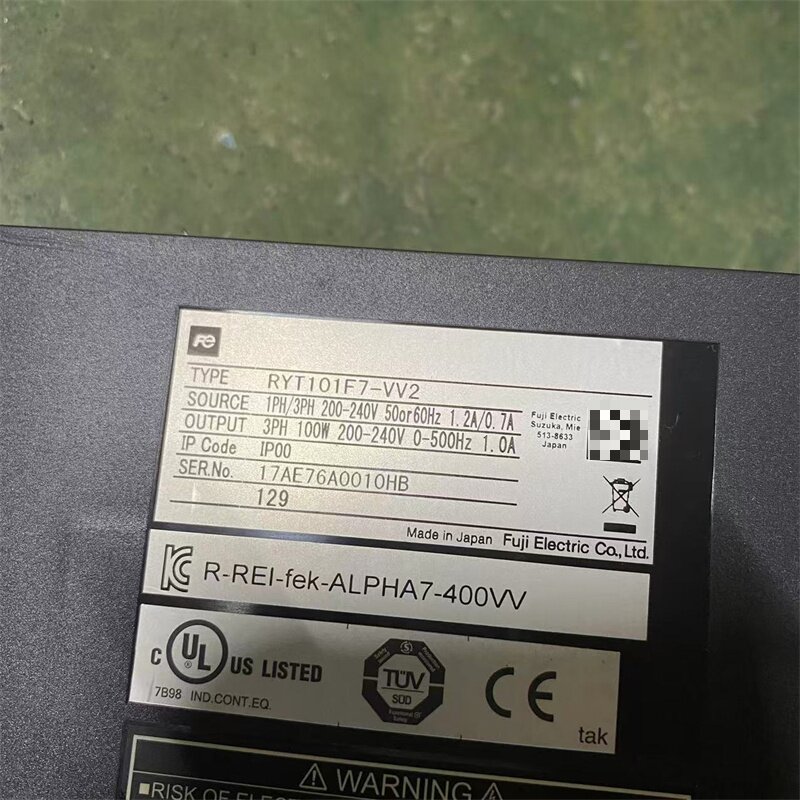 Fe
TYPE RYT101F7-VV2
SOURCE 1PH/3PH 200-240V 50or60Hz 1.2A/0.7A
OUTPUT 3PH 100W 200-240V 0-500Hz 1.0A
IP Code IP00
SER.No. 17AE76A0010HB
129
Fuji Electric
Suzuka, Mie
513-8633
Japan
Made in Japan Fuji Electric Co., Ltd.
R-REI-fek-ALPHA7-400VV
C UL ® US LISTED
7B98 IND.CONT.EQ.
TÜV
SÜD
CE
tak
⚠ WARNING ⚠
■RISK OF ELEC